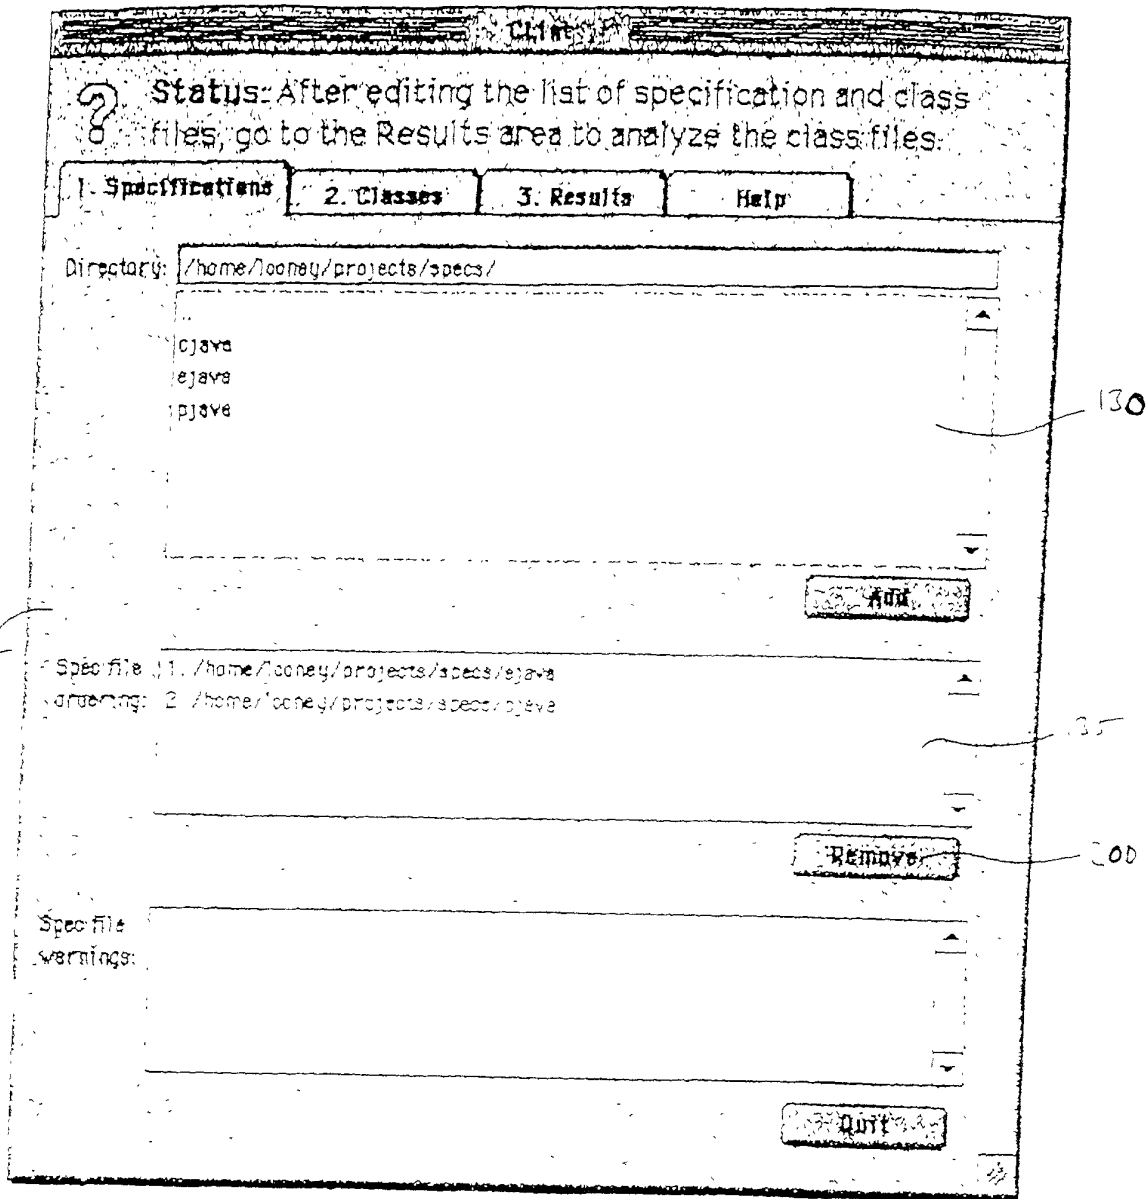 CLint
Status: After editing the list of specification and class
files, go to the Results area to analyze the class files.
1. Specifications
2. Classes
3. Results
Help
Directory: /home/looney/projects/specs/
..
cjava
ejava
pjava
130
Add
Spec file 1. /home/looney/projects/specs/ejava
ordering: 2. /home/looney/projects/specs/pjava
135
Remove
200
Spec file
warnings:
Quit